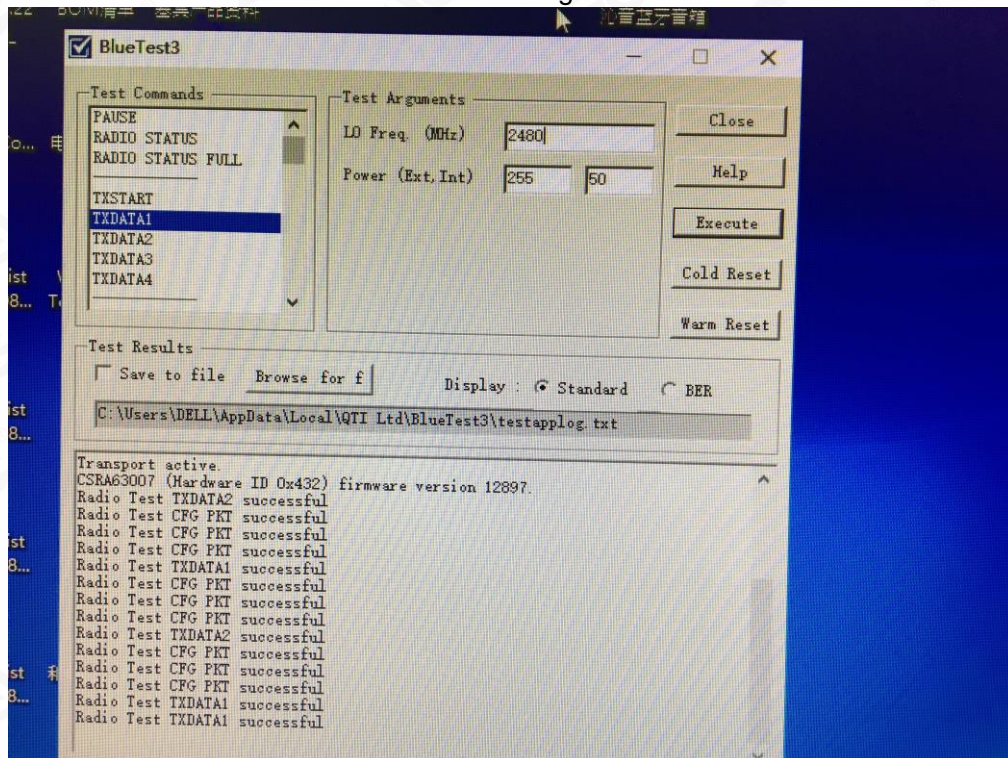 BlueTest3
Test Commands
PAUSE
RADIO STATUS
RADIO STATUS FULL
TXSTART
TXDATA1
TXDATA2
TXDATA3
TXDATA4
Test Arguments
LO Freq. (MHz) 2480
Power (Ext, Int) 255 50
Close
Help
Execute
Cold Reset
Warm Reset
Test Results
Save to file Browse for f Display : Standard BER
C:\Users\DELL\AppData\Local\QTI Ltd\BlueTest3\testapplog.txt
Transport active.
CSRA63007 (Hardware ID 0x432) firmware version 12897.
Radio Test TXDATA2 successful
Radio Test CFG PKT successful
Radio Test CFG PKT successful
Radio Test CFG PKT successful
Radio Test TXDATA1 successful
Radio Test CFG PKT successful
Radio Test CFG PKT successful
Radio Test CFG PKT successful
Radio Test TXDATA2 successful
Radio Test CFG PKT successful
Radio Test CFG PKT successful
Radio Test CFG PKT successful
Radio Test TXDATA1 successful
Radio Test TXDATA1 successful